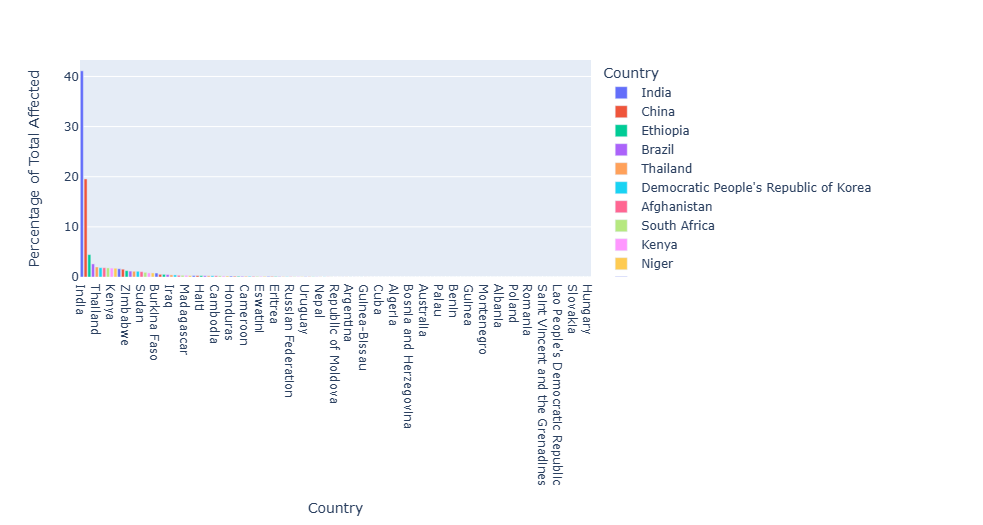 Percentage of Total Affected
40
30
20
10
0
India
Thailand
Kenya
Zimbabwe
Sudan
Burkina Faso
Iraq
Madagascar
Haiti
Cambodia
Honduras
Cameroon
Eswatini
Eritrea
Russian Federation
Uruguay
Nepal
Republic of Moldova
Argentina
Guinea-Bissau
Cuba
Algeria
Bosnia and Herzegovina
Australia
Palau
Benin
Guinea
Montenegro
Albania
Poland
Romania
Saint Vincent and the Grenadines
Lao People's Democratic Republic
Slovakia
Hungary
Country
Country
India
China
Ethiopia
Brazil
Thailand
Democratic People's Republic of Korea
Afghanistan
South Africa
Kenya
Niger